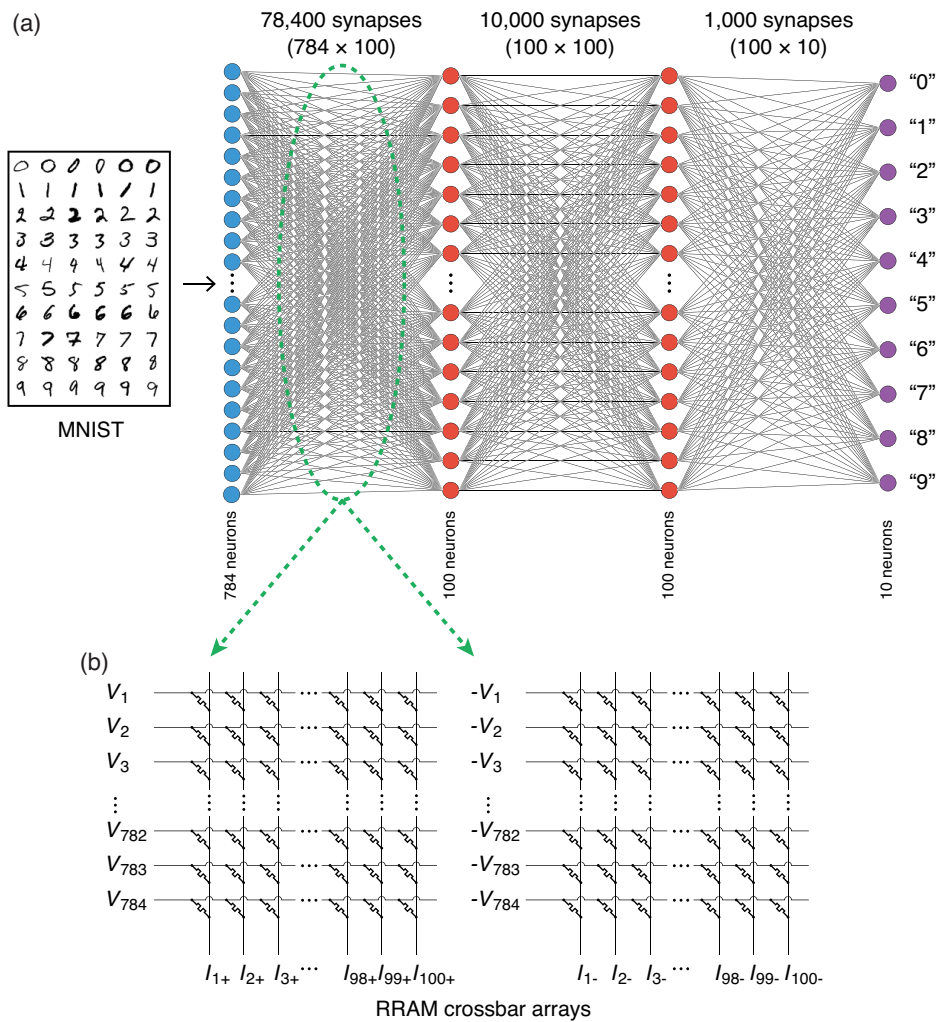 (a)
78,400 synapses
(784 × 100)
10,000 synapses
(100 × 100)
1,000 synapses
(100 × 10)
0 0 0 0 0 0
1 1 1 1 1 1
2 2 2 2 2 2
3 3 3 3 3 3
4 4 4 4 4 4
5 5 5 5 5 5
6 6 6 6 6 6
7 7 7 7 7 7
8 8 8 8 8 8
9 9 9 9 9 9
MNIST
“0”
“1”
“2”
“3”
“4”
“5”
“6”
“7”
“8”
“9”
784 neurons
100 neurons
100 neurons
10 neurons
(b)
V1
V2
V3
⋮
V782
V783
V784
I1+ I2+ I3+ ··· I98+ I99+ I100+
-V1
-V2
-V3
⋮
-V782
-V783
-V784
I1- I2- I3- ··· I98- I99- I100-
RRAM crossbar arrays